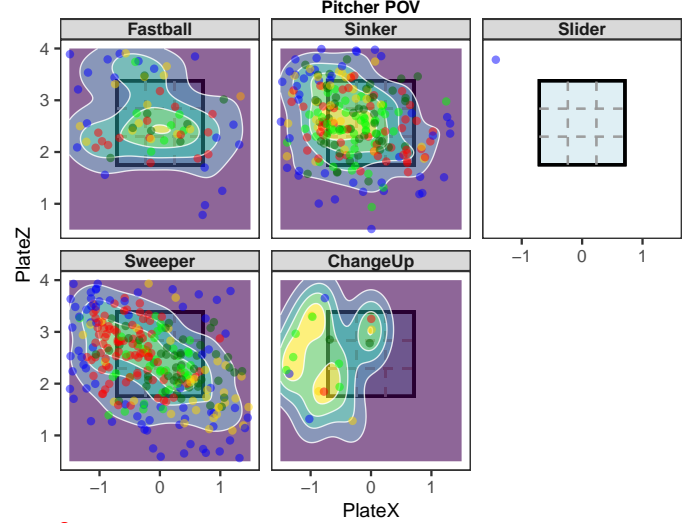 Pitcher POV
Fastball
Sinker
Slider
4
3
2
1
−1
0
1
PlateZ
Sweeper
ChangeUp
4
3
2
1
−1
0
1
−1
0
1
PlateX